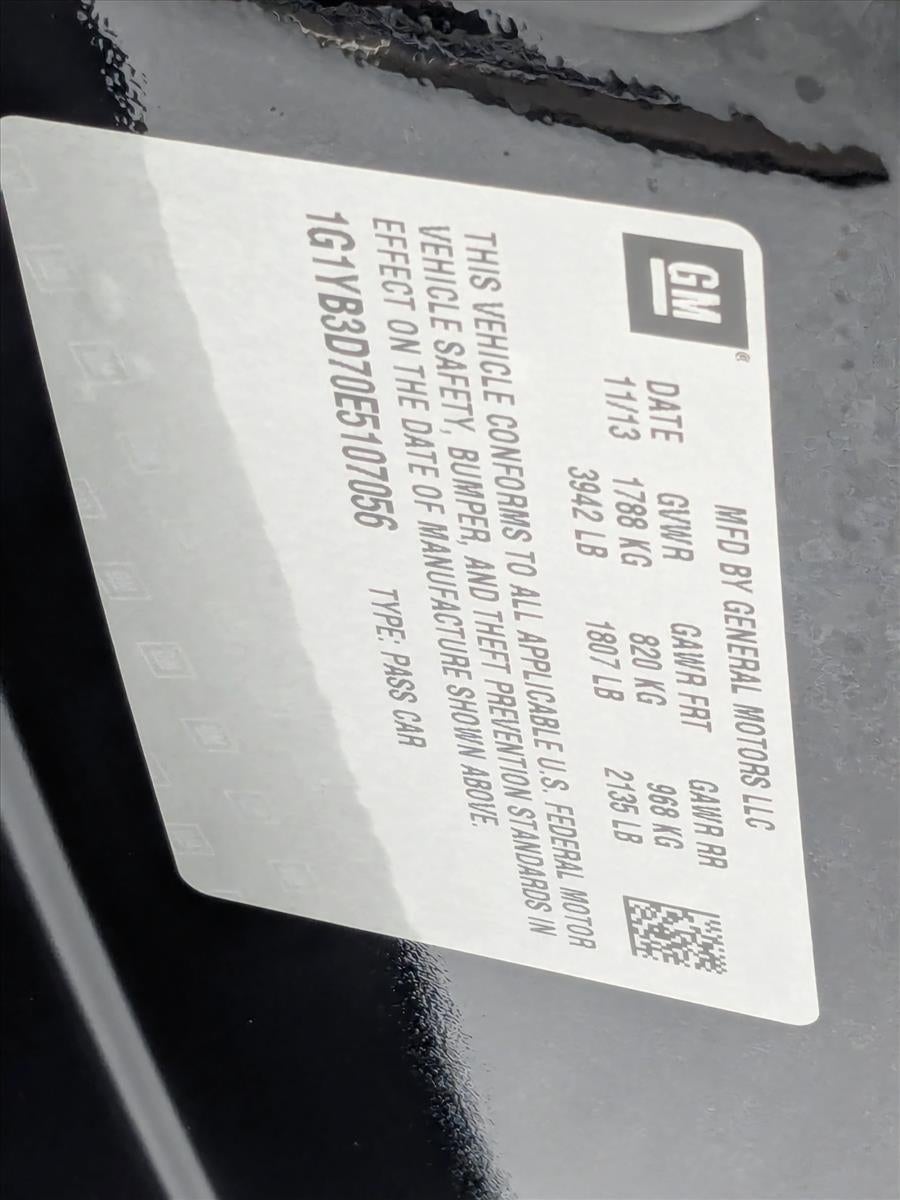 GM®
MFD BY GENERAL MOTORS LLC
DATE GVWR GAWR FRT GAWR RR
11/13 1788 KG 820 KG 968 KG
3942 LB 1807 LB 2135 LB
THIS VEHICLE CONFORMS TO ALL APPLICABLE U.S. FEDERAL MOTOR
VEHICLE SAFETY, BUMPER, AND THEFT PREVENTION STANDARDS IN
EFFECT ON THE DATE OF MANUFACTURE SHOWN ABOVE.
1G1YB3D70E5107056 TYPE: PASS CAR